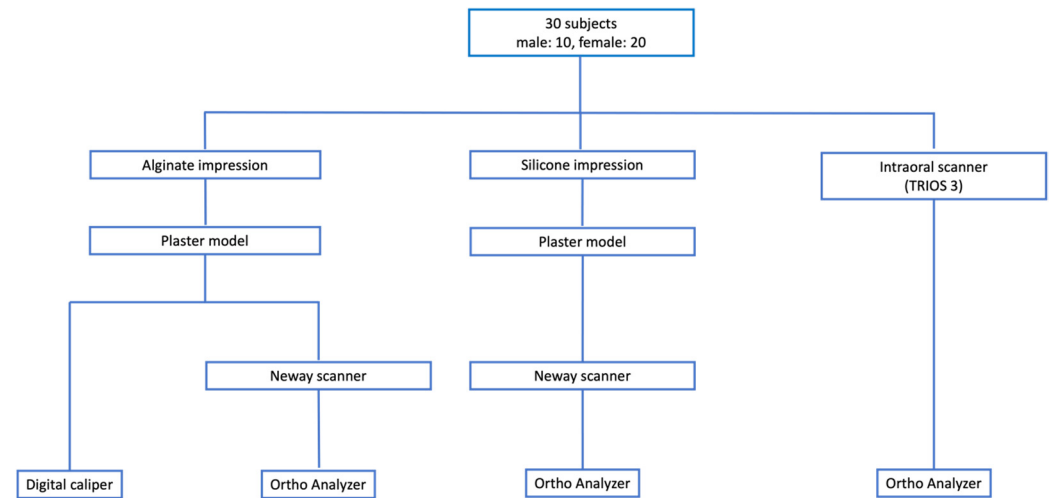 30 subjects
male: 10, female: 20
Alginate impression
Silicone impression
Intraoral scanner
(TRIOS 3)
Plaster model
Plaster model
Neway scanner
Neway scanner
Digital caliper
Ortho Analyzer
Ortho Analyzer
Ortho Analyzer